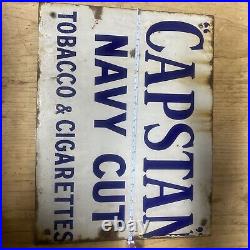 "CAPSTAN
NAVY CUT
TOBACCO & CIGARETTES